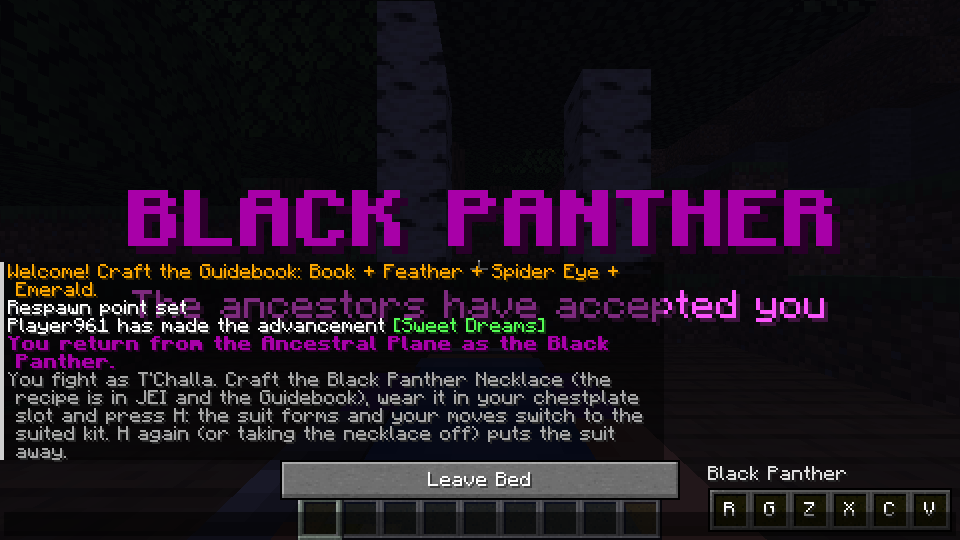 BLACK PANTHER
The ancestors have accepted you
Welcome! Craft the Guidebook: Book + Feather + Spider Eye +
Emerald.
Respawn point set
Player961 has made the advancement [Sweet Dreams]
You return from the Ancestral Plane as the Black
Panther.
You fight as T'Challa. Craft the Black Panther Necklace (the
recipe is in JEI and the Guidebook), wear it in your chestplate
slot and press H: the suit forms and your moves switch to the
suited kit. H again (or taking the necklace off) puts the suit
away.
Leave Bed
Black Panther
R G Z X C V